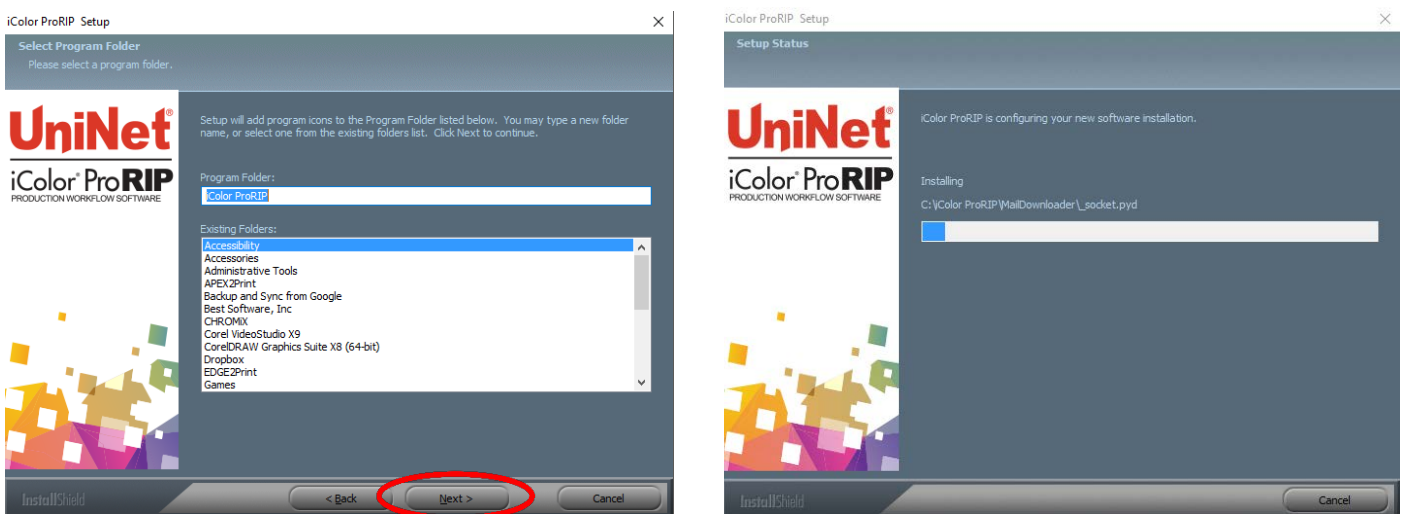 iColor ProRIP Setup
Select Program Folder
Please select a program folder.
UniNet®
iColor® ProRIP
PRODUCTION WORKFLOW SOFTWARE
Setup will add program icons to the Program Folder listed below. You may type a new folder
name, or select one from the existing folders list. Click Next to continue.
Program Folder:
iColor ProRIP
Existing Folders:
Accessibility
Accessories
Administrative Tools
APEX2Print
Backup and Sync from Google
Best Software, Inc
CHROMiX
Corel VideoStudio X9
CorelDRAW Graphics Suite X8 (64-bit)
Dropbox
EDGE2Print
Games
InstallShield
< Back
Next >
Cancel
iColor ProRIP Setup
Setup Status
UniNet®
iColor® ProRIP
PRODUCTION WORKFLOW SOFTWARE
iColor ProRIP is configuring your new software installation.
Installing
C:\iColor ProRIP\MailDownloader\_socket.pyd
InstallShield
Cancel